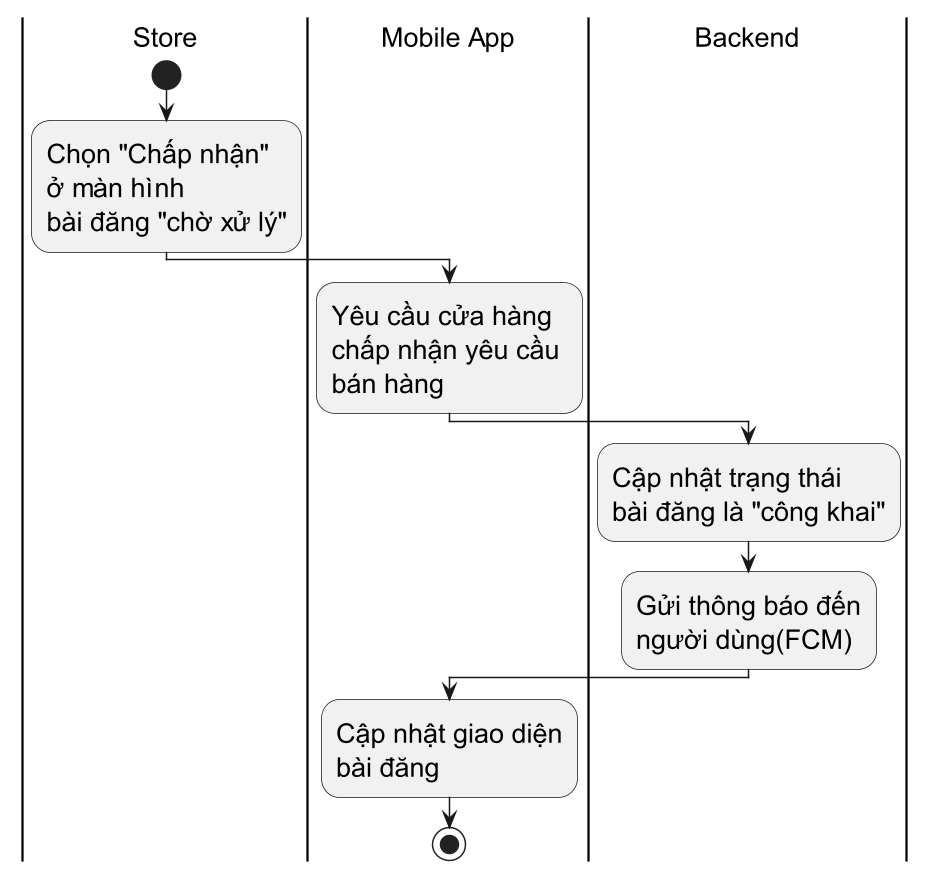 Store
Mobile App
Backend
Chọn "Chấp nhận"
ở màn hình
bài đăng "chờ xử lý"
Yêu cầu cửa hàng
chấp nhận yêu cầu
bán hàng
Cập nhật trạng thái
bài đăng là "công khai"
Gửi thông báo đến
người dùng(FCM)
Cập nhật giao diện
bài đăng